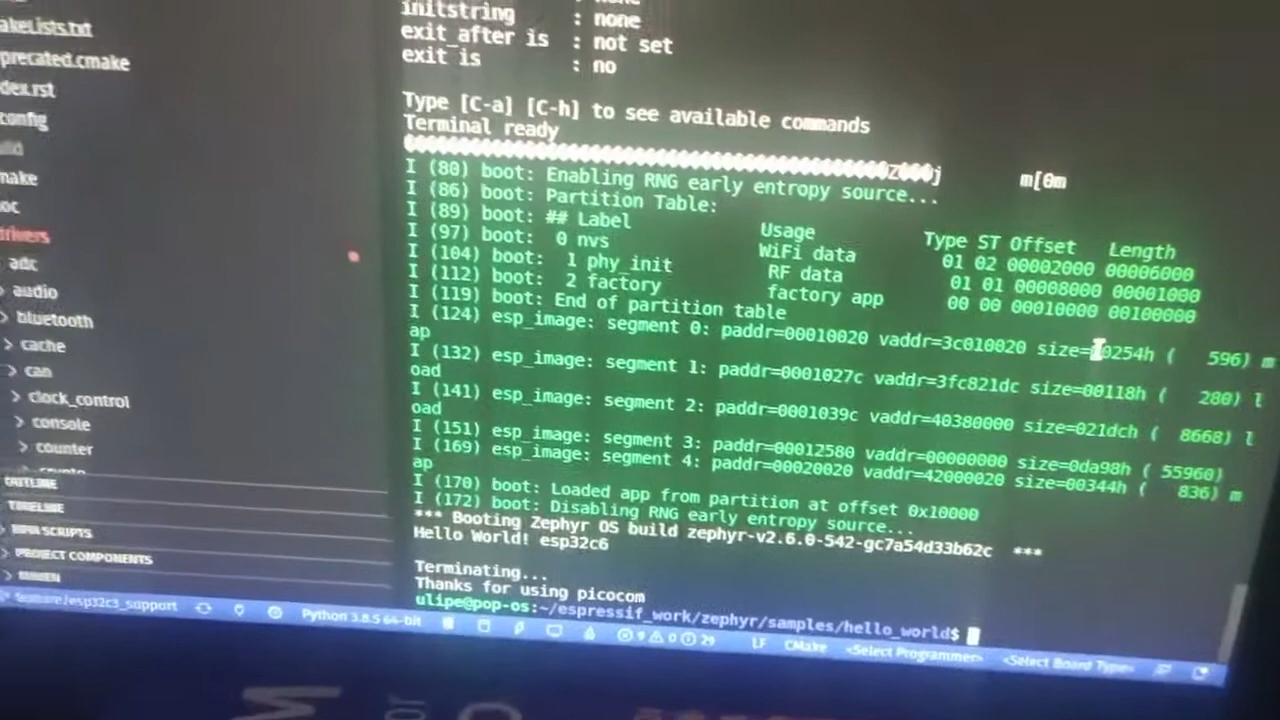 akeLists.txt
precated.cmake
dex.rst
config
make
oc
drivers
adc
audio
> bluetooth
> cache
> can
> clock_control
> console
> counter
OUTLINE
TIMELINE
NPM SCRIPTS
PROJECT COMPONENTS
initstring : none
exit_after is : not set
exit is : no
Type [C-a] [C-h] to see available commands
Terminal ready
Z j m[0m
I (80) boot: Enabling RNG early entropy source...
I (86) boot: Partition Table:
I (89) boot: ## Label Usage Type ST Offset Length
I (97) boot: 0 nvs WiFi data 01 02 00002000 00006000
I (104) boot: 1 phy_init RF data 01 01 00008000 00001000
I (112) boot: 2 factory factory app 00 00 00010000 00100000
I (119) boot: End of partition table
I (124) esp_image: segment 0: paddr=00010020 vaddr=3c010020 size=00254h ( 596) m
ap
I (132) esp_image: segment 1: paddr=0001027c vaddr=3fc821dc size=00118h ( 280) l
oad
I (141) esp_image: segment 2: paddr=0001039c vaddr=40380000 size=021dch ( 8668) l
oad
I (151) esp_image: segment 3: paddr=00012580 vaddr=00000000 size=0da98h ( 55960)
I (169) esp_image: segment 4: paddr=00020020 vaddr=42000020 size=00344h ( 836) m
ap
I (170) boot: Loaded app from partition at offset 0x10000
I (172) boot: Disabling RNG early entropy source...
*** Booting Zephyr OS build zephyr-v2.6.0-542-gc7a54d33b62c ***
Hello World! esp32c6
Terminating...
Thanks for using picocom
ulipe@pop-os:~/espressif_work/zephyr/samples/hello_world$
feature/esp32c3_support Python 3.8.5 64-bit 9 0 29 LF CMake <Select Programmer> <Select Board Type>